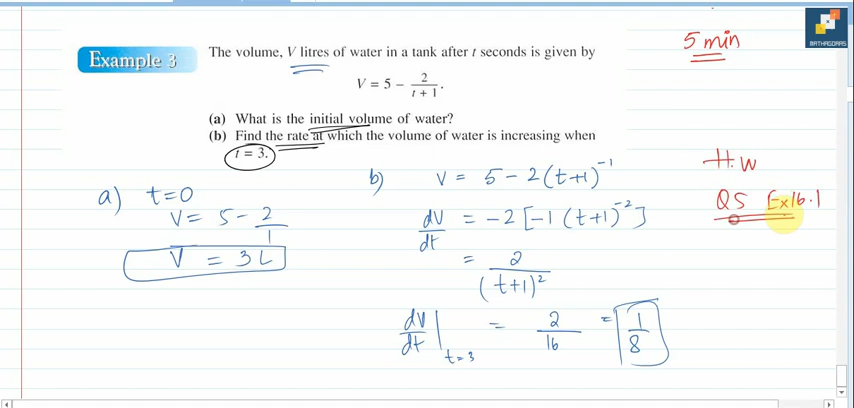 5 min
MATHAGORAS
Example 3
The volume, V litres of water in a tank after t seconds is given by
V = 5 − 2/(t + 1).
(a) What is the initial volume of water?
(b) Find the rate at which the volume of water is increasing when
t = 3.
H.W
Q5 Ex16.1
a) t=0
V = 5 − 2/1
V = 3L
b) V = 5 − 2(t+1)⁻¹
dV/dt = −2[−1(t+1)⁻²]
= 2/(t+1)²
dV/dt|t=3 = 2/16 = 1/8